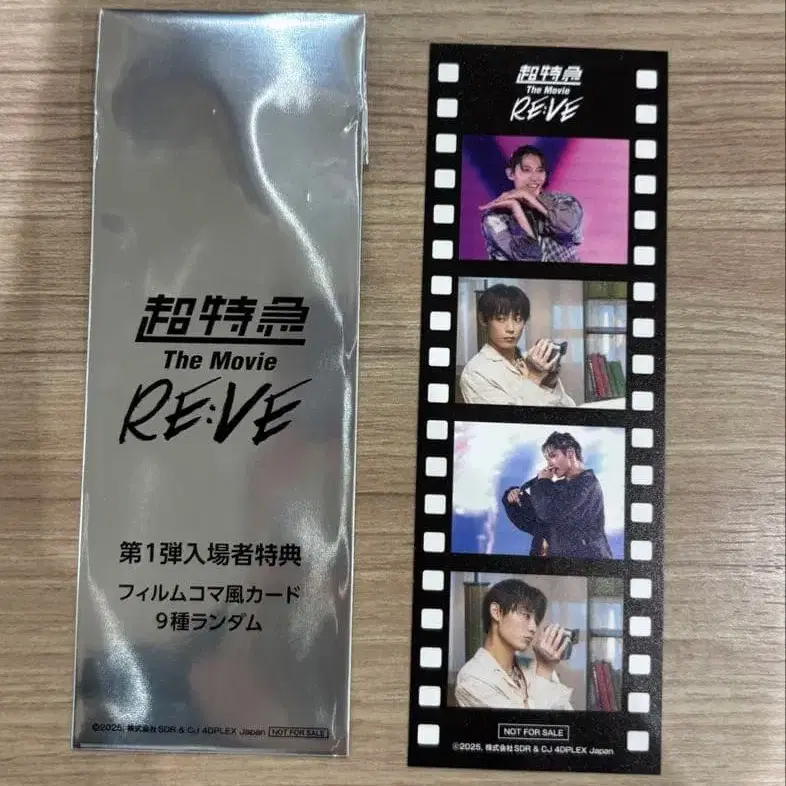 超特急
The Movie
RE:VE
第1弾入場者特典
フィルムコマ風カード
9種ランダム
©2025, 株式会社SDR & CJ 4DPLEX Japan NOT FOR SALE
超特急
The Movie
RE:VE
NOT FOR SALE
©2025, 株式会社SDR & CJ 4DPLEX Japan